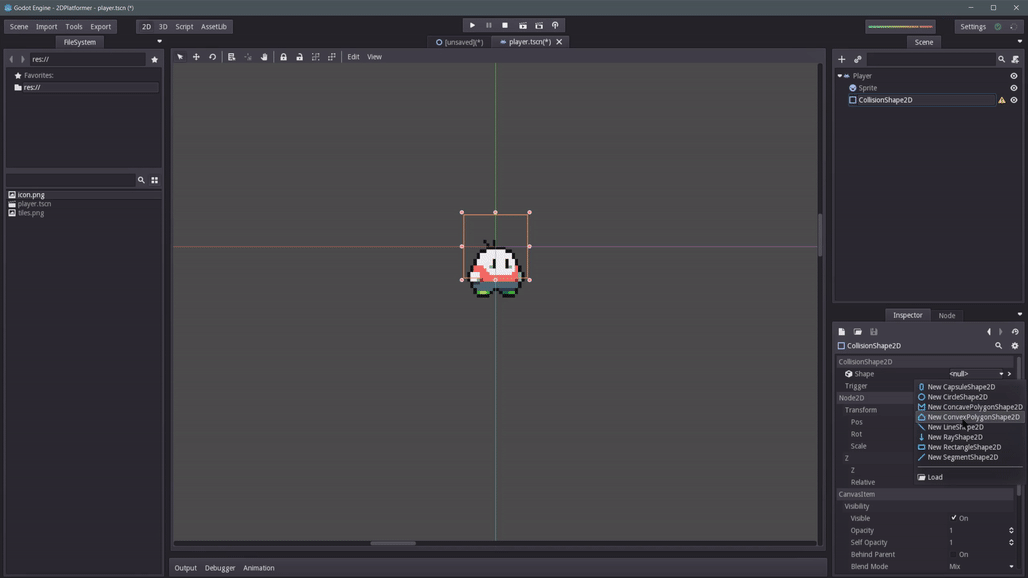 Godot Engine - 2DPlatformer - player.tscn (*)
Scene Import Tools Export
2D 3D Script AssetLib
Settings
FileSystem
[unsaved](*) player.tscn(*)
Scene
res://
Edit View
Favorites:
res://
Player
Sprite
CollisionShape2D
icon.png
player.tscn
tiles.png
Inspector Node
CollisionShape2D
CollisionShape2D
Shape <null>
Trigger
Node2D
Transform
Pos
Rot
Scale
Z
Z
Relative
New CapsuleShape2D
New CircleShape2D
New ConcavePolygonShape2D
New ConvexPolygonShape2D
New LineShape2D
New RayShape2D
New RectangleShape2D
New SegmentShape2D
Load
CanvasItem
Visibility
Visible On
Opacity 1
Self Opacity 1
Behind Parent On
Blend Mode Mix
Output Debugger Animation